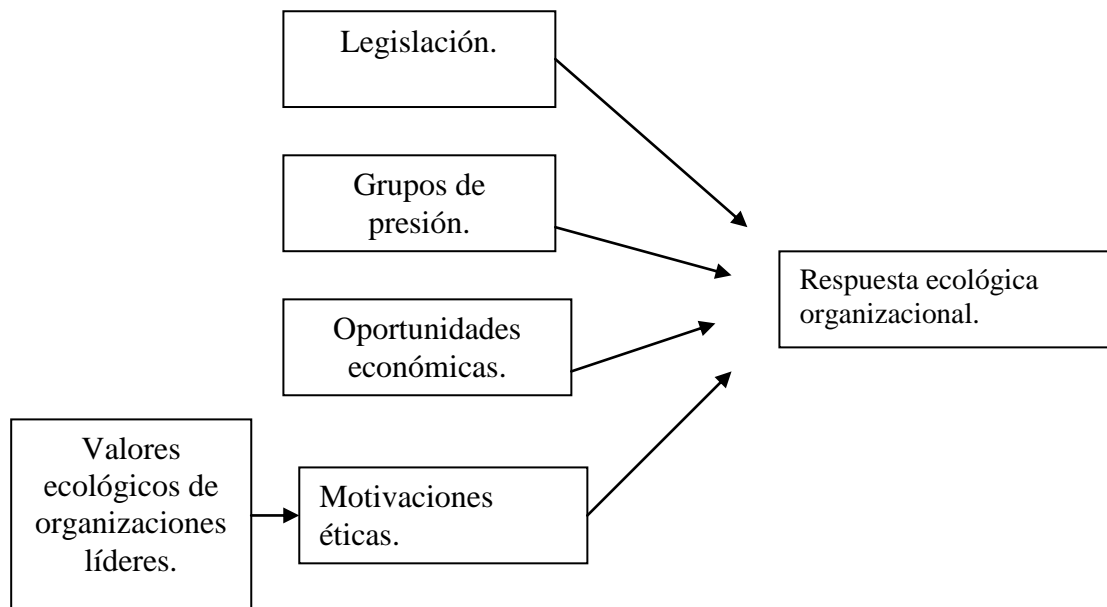 Legislación.
Grupos de
presión.
Oportunidades
económicas.
Respuesta ecológica
organizacional.
Valores
ecológicos de
organizaciones
líderes.
Motivaciones
éticas.